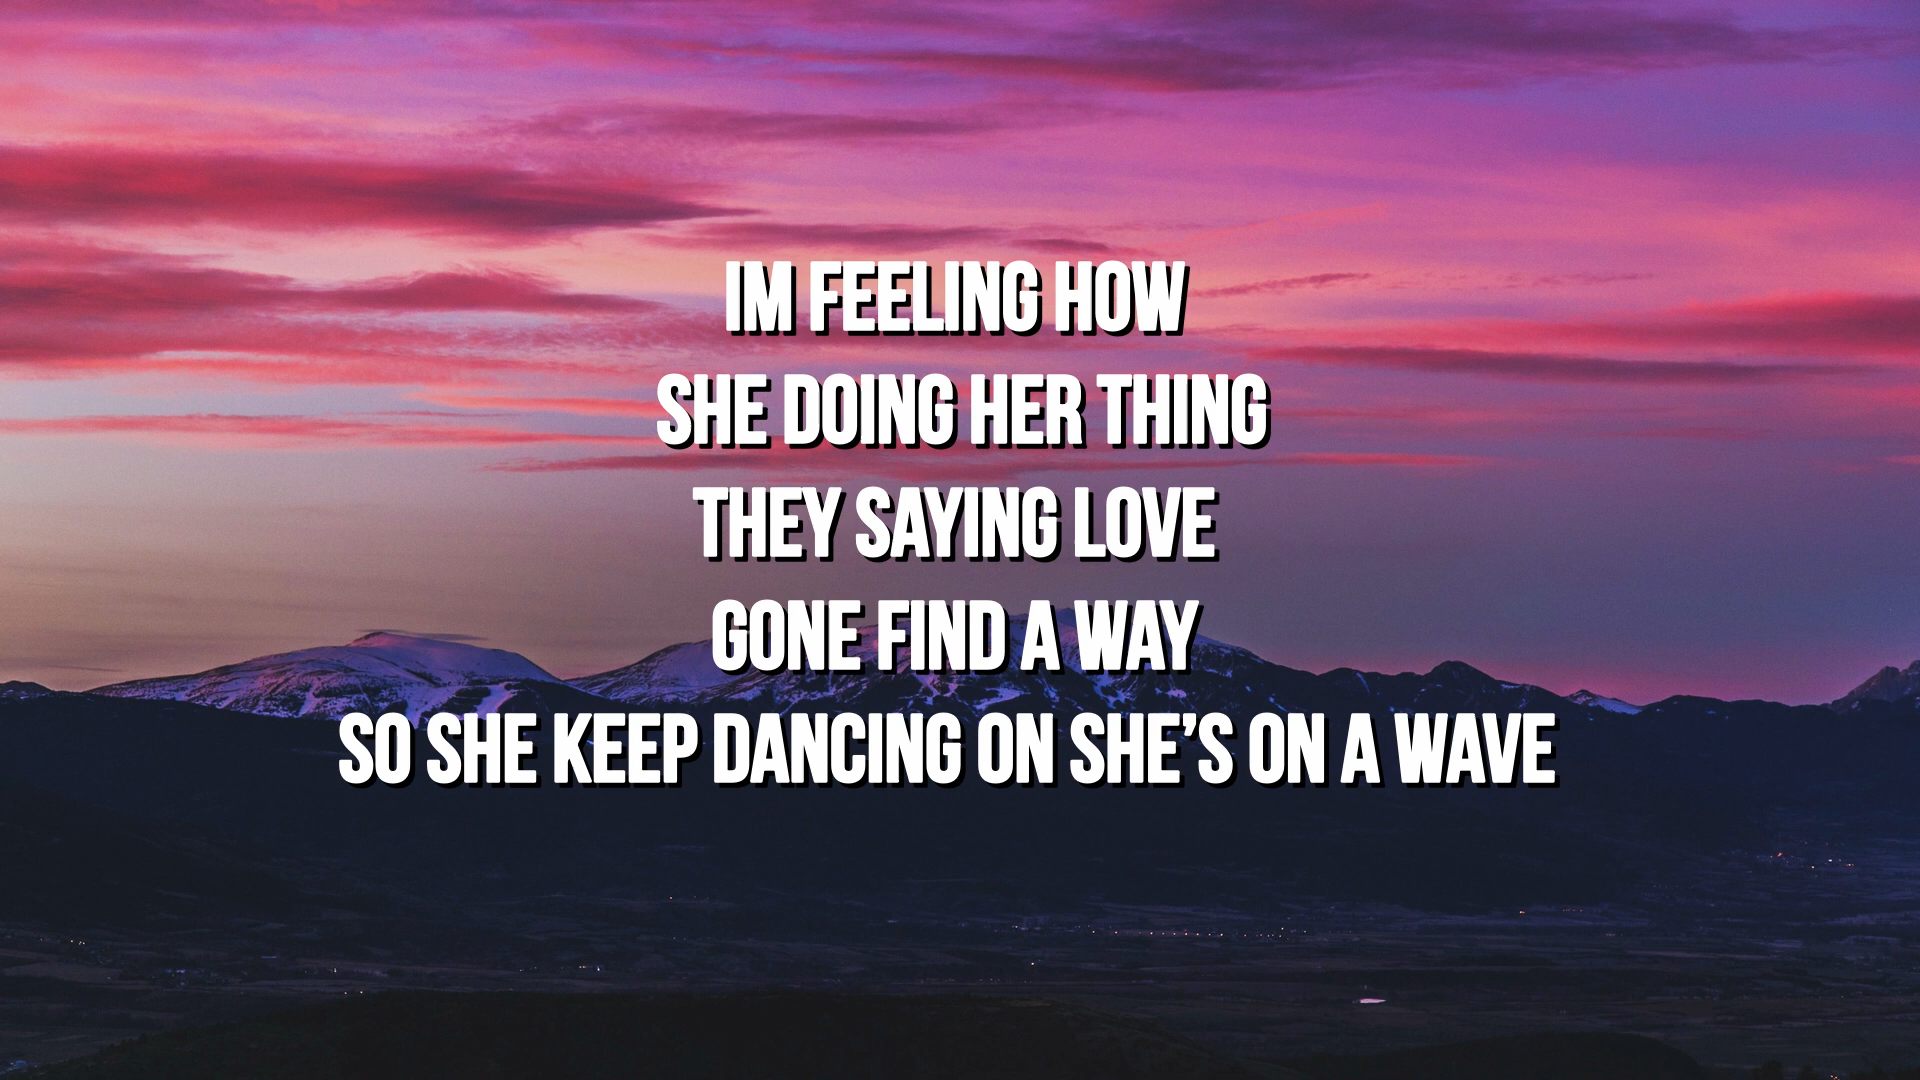 IM FEELING HOW
SHE DOING HER THING
THEY SAYING LOVE
GONE FIND A WAY
SO SHE KEEP DANCING ON SHE’S ON A WAVE